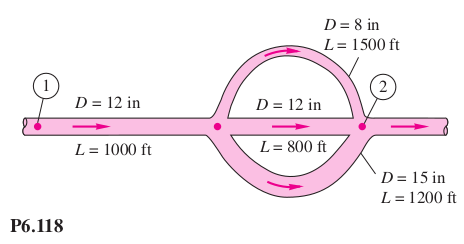 D = 8 in
L = 1500 ft
1
2
D = 12 in
D = 12 in
L = 1000 ft
L = 800 ft
D = 15 in
L = 1200 ft
P6.118